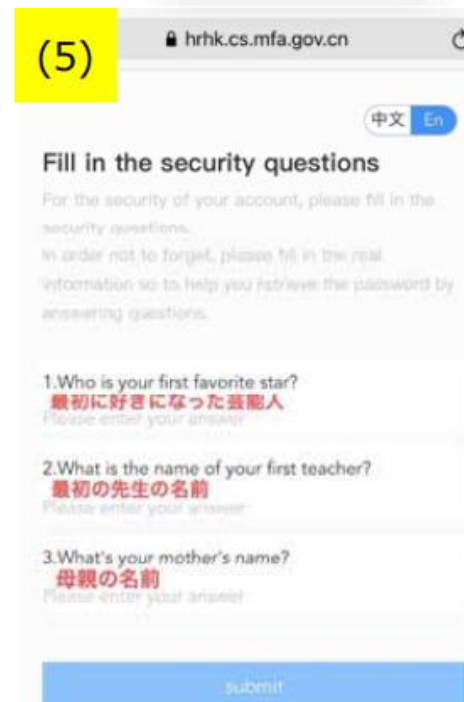 (5)
hrhk.cs.mfa.gov.cn
中文 En
Fill in the security questions
For the security of your account, please fill in the
security questions.
In order not to forget, please fill in the real
information so to help you retrieve the password by
answering questions.
1.Who is your first favorite star?
最初に好きになった芸能人
Please enter your answer
2.What is the name of your first teacher?
最初の先生の名前
Please enter your answer
3.What's your mother's name?
母親の名前
Please enter your answer
submit